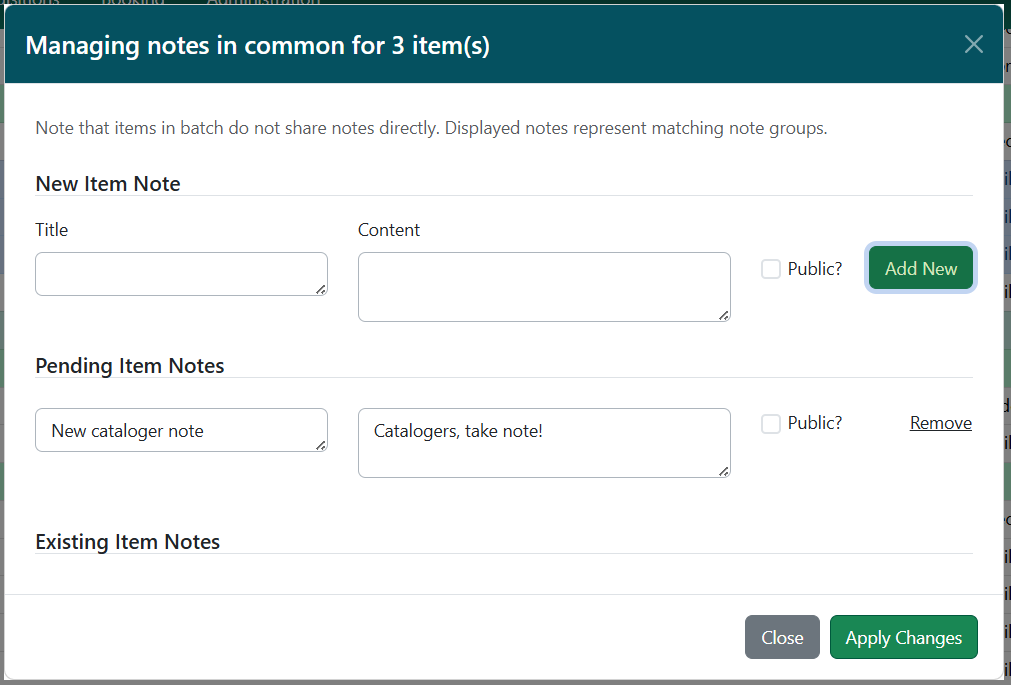 Managing notes in common for 3 item(s)
Note that items in batch do not share notes directly. Displayed notes represent matching note groups.
New Item Note
Title Content
Public? Add New
Pending Item Notes
New cataloger note Catalogers, take note! Public? Remove
Existing Item Notes
Close Apply Changes